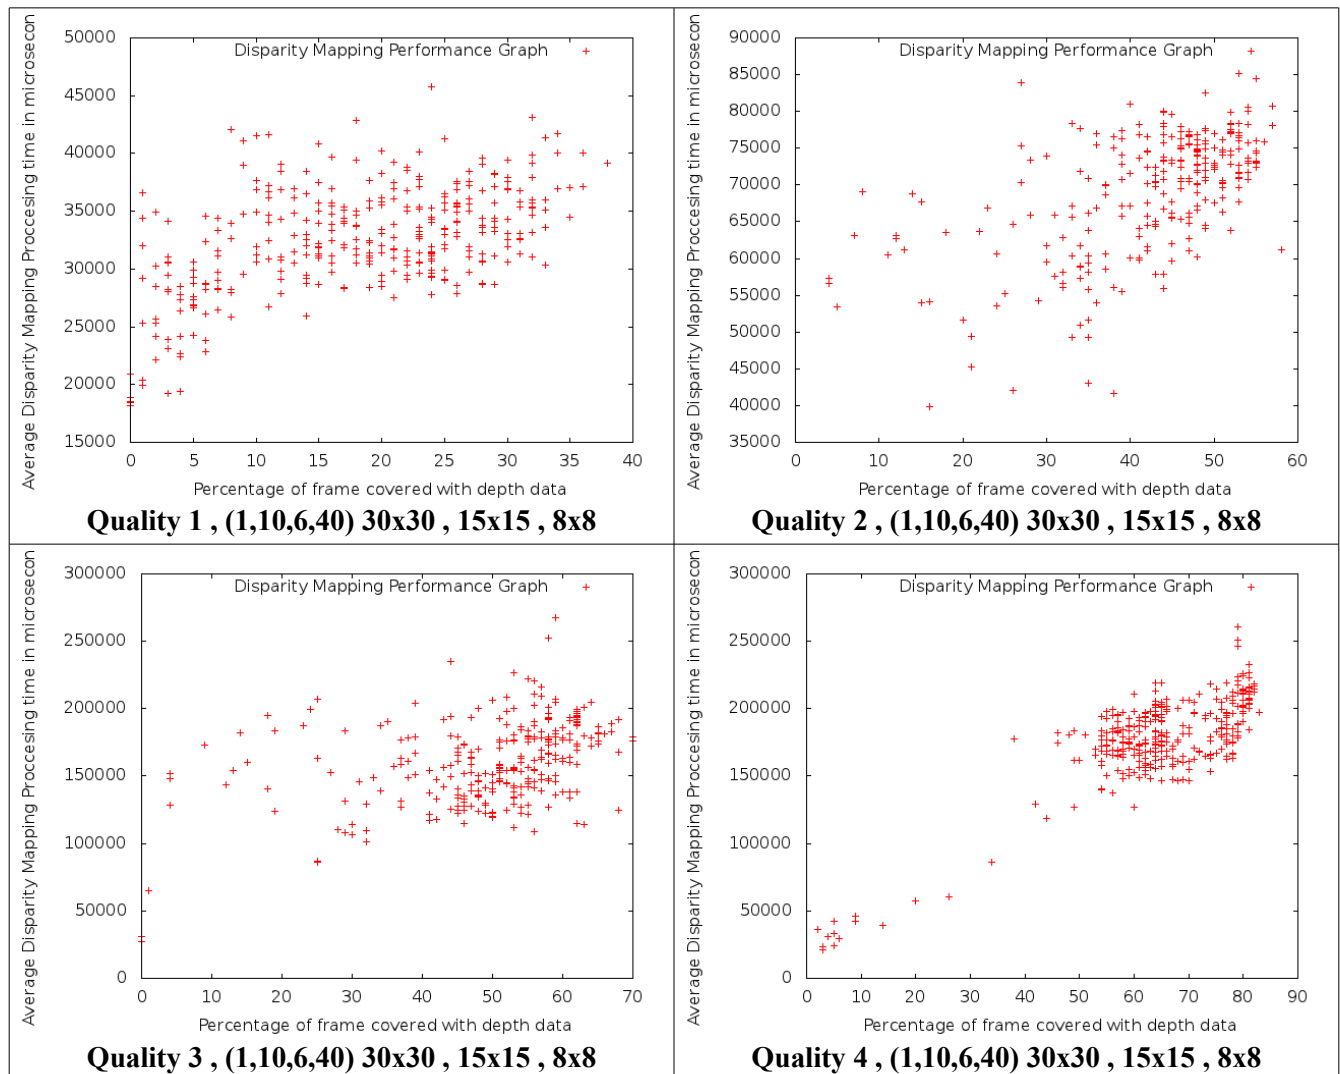 Disparity Mapping Performance Graph
Average Disparity Mapping Proccesing time in microsecon
50000
45000
40000
35000
30000
25000
20000
15000
0 5 10 15 20 25 30 35 40
Percentage of frame covered with depth data
Quality 1 , (1,10,6,40) 30x30 , 15x15 , 8x8
Disparity Mapping Performance Graph
Average Disparity Mapping Proccesing time in microsecon
90000
85000
80000
75000
70000
65000
60000
55000
50000
45000
40000
35000
0 10 20 30 40 50 60
Percentage of frame covered with depth data
Quality 2 , (1,10,6,40) 30x30 , 15x15 , 8x8
Disparity Mapping Performance Graph
Average Disparity Mapping Proccesing time in microsecon
300000
250000
200000
150000
100000
50000
0
0 10 20 30 40 50 60 70
Percentage of frame covered with depth data
Quality 3 , (1,10,6,40) 30x30 , 15x15 , 8x8
Disparity Mapping Performance Graph
Average Disparity Mapping Proccesing time in microsecon
300000
250000
200000
150000
100000
50000
0
0 10 20 30 40 50 60 70 80 90
Percentage of frame covered with depth data
Quality 4 , (1,10,6,40) 30x30 , 15x15 , 8x8